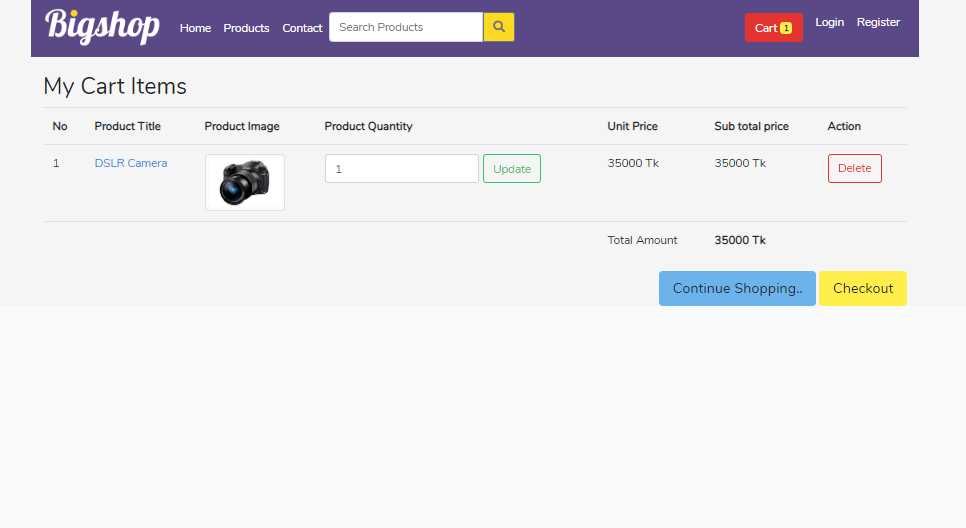 Bigshop Home Products Contact Search Products Cart 1 Login Register
My Cart Items
No Product Title Product Image Product Quantity Unit Price Sub total price Action
1 DSLR Camera 1 Update 35000 Tk 35000 Tk Delete
Total Amount 35000 Tk
Continue Shopping.. Checkout